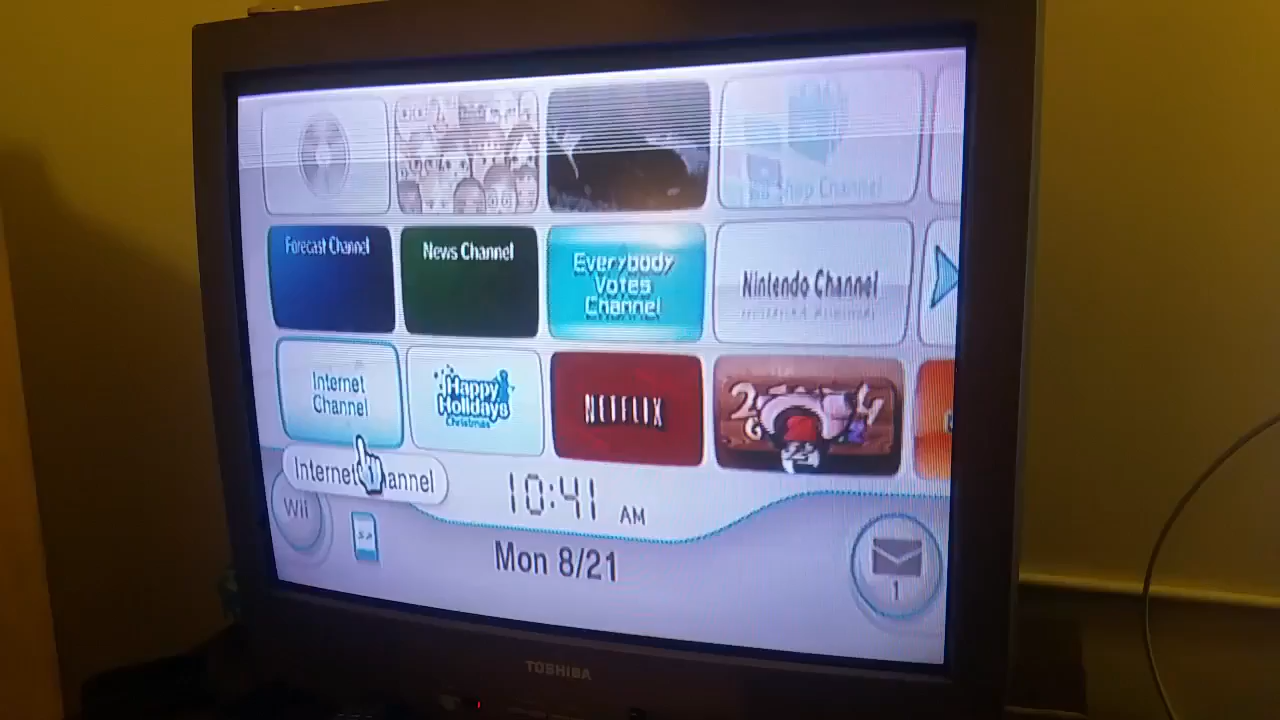 Shop Channel
Forecast Channel
News Channel
Everybody
Votes
Channel
Nintendo Channel
Internet
Channel
Happy
Holidays
Christmas
NETFLIX
Internet
Wii
10:41 AM
Mon 8/21
1
TOSHIBA